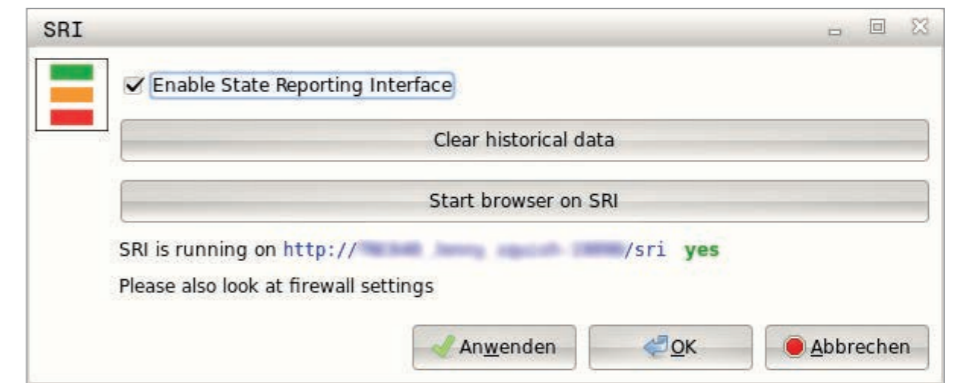 SRI
Enable State Reporting Interface
Clear historical data
Start browser on SRI
SRI is running on http:// /sri yes
Please also look at firewall settings
Anwenden OK Abbrechen